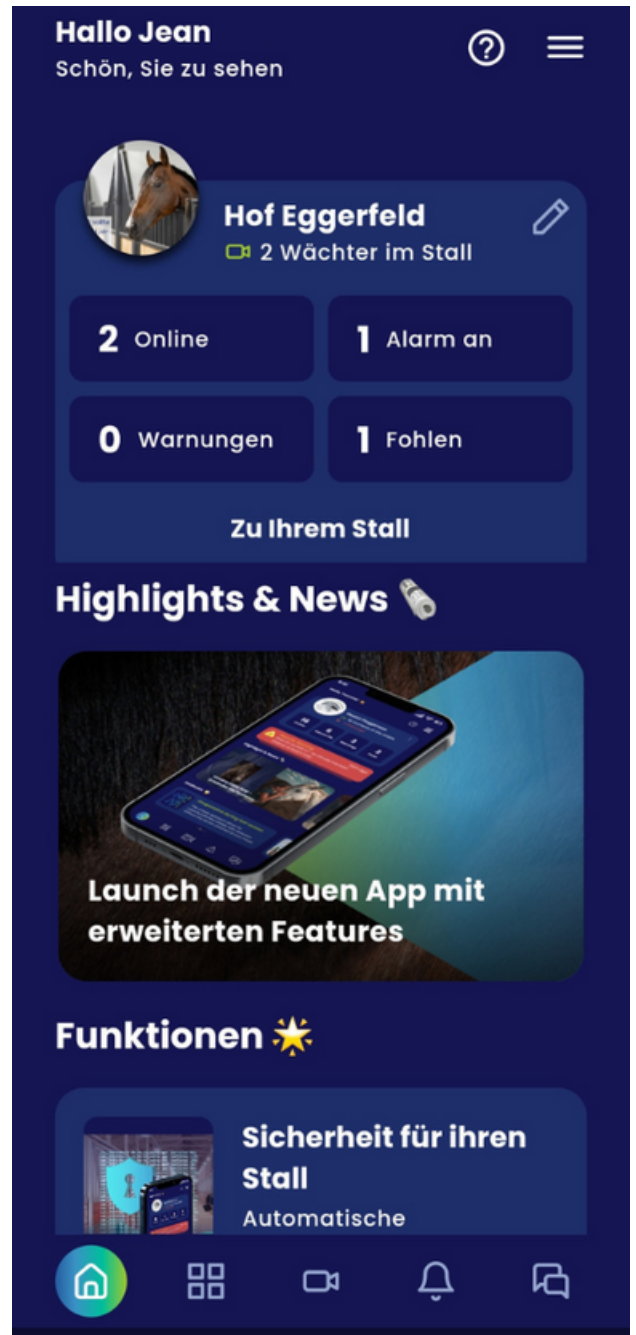 Hallo Jean
Schön, Sie zu sehen
Hof Eggerfeld
2 Wächter im Stall
2 Online
1 Alarm an
0 Warnungen
1 Fohlen
Zu Ihrem Stall
Highlights & News 🗞️
Launch der neuen App mit
erweiterten Features
Funktionen 🌟
Sicherheit für ihren
Stall
Automatische